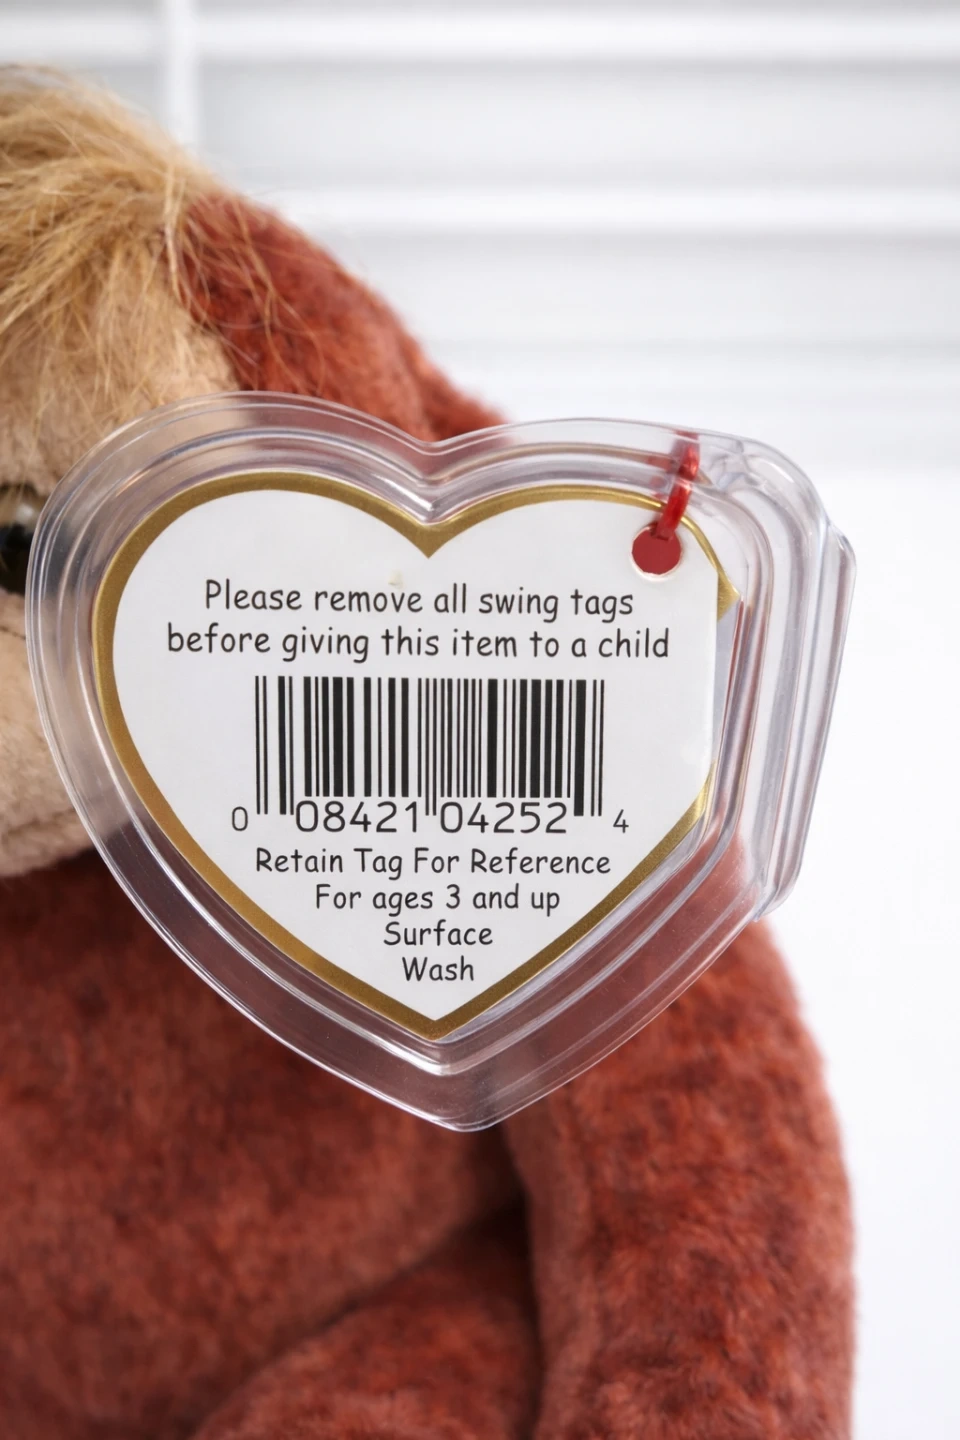 Please remove all swing tags
before giving this item to a child
0 08421 04252 4
Retain Tag For Reference
For ages 3 and up
Surface
Wash